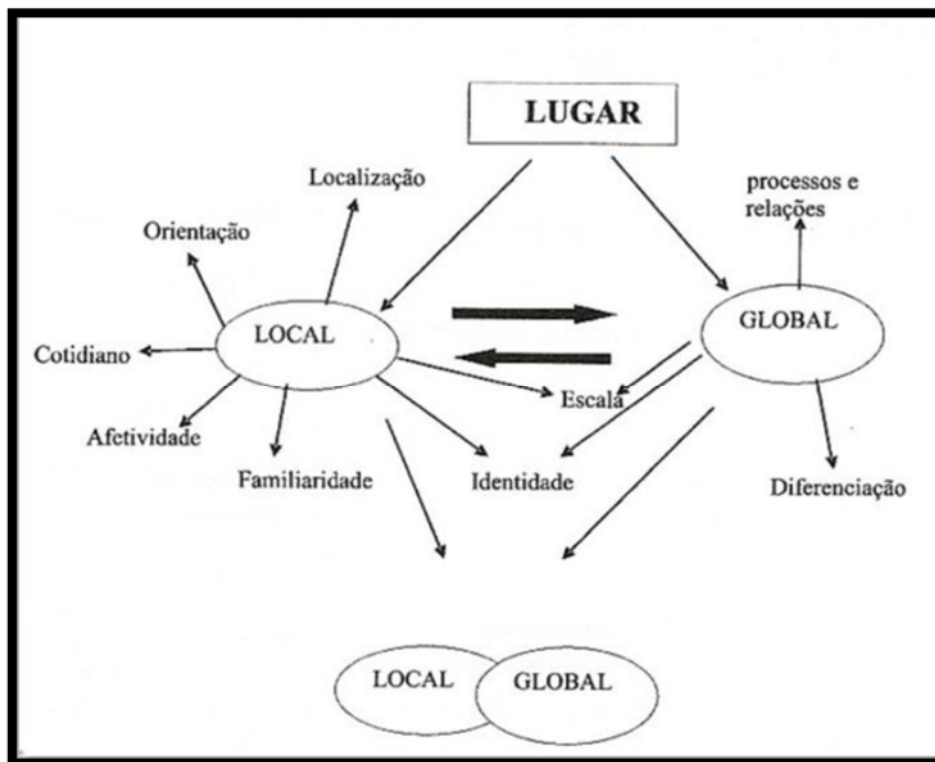 LUGAR
Localização
processos e
relações
Orientação
LOCAL
GLOBAL
Cotidiano
Escala
Afetividade
Familiaridade
Identidade
Diferenciação
LOCAL
GLOBAL